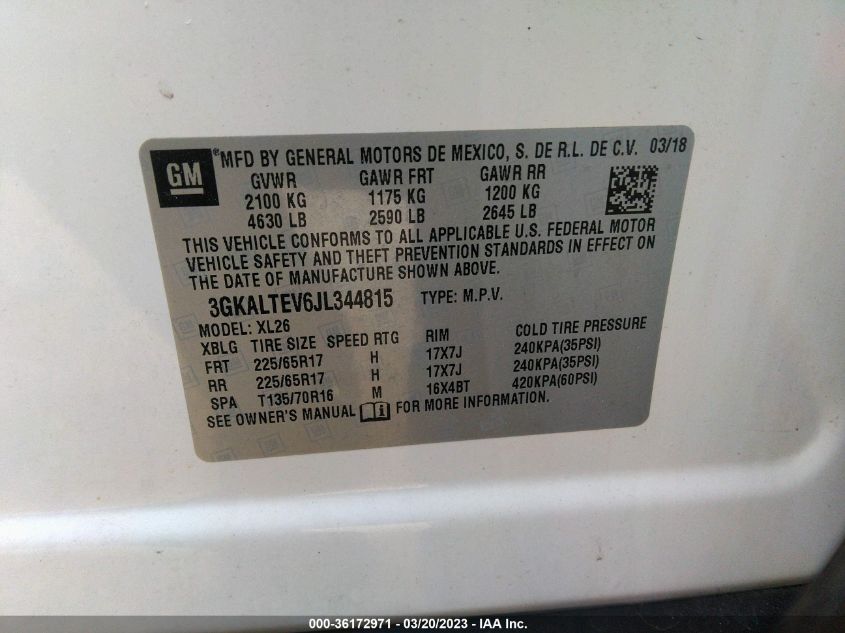 GM ® MFD BY GENERAL MOTORS DE MEXICO, S. DE R.L. DE C.V. 03/18
GVWR GAWR FRT GAWR RR
2100 KG 1175 KG 1200 KG
4630 LB 2590 LB 2645 LB
THIS VEHICLE CONFORMS TO ALL APPLICABLE U.S. FEDERAL MOTOR
VEHICLE SAFETY AND THEFT PREVENTION STANDARDS IN EFFECT ON
THE DATE OF MANUFACTURE SHOWN ABOVE.
3GKALTEV6JL344815 TYPE: M.P.V.
MODEL: XL26
XBLG TIRE SIZE SPEED RTG RIM COLD TIRE PRESSURE
FRT 225/65R17 H 17X7J 240KPA(35PSI)
RR 225/65R17 H 17X7J 240KPA(35PSI)
SPA T135/70R16 M 16X4BT 420KPA(60PSI)
SEE OWNER'S MANUAL i FOR MORE INFORMATION.
000-36172971 - 03/20/2023 - IAA Inc.